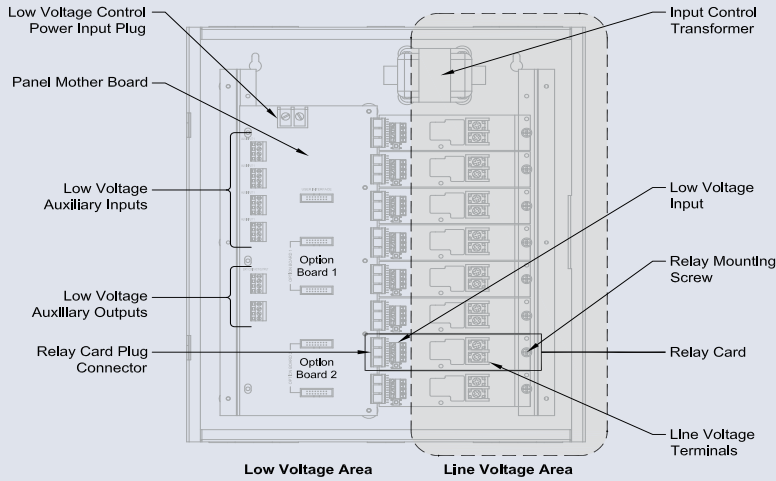 Low Voltage Control
Power Input Plug
Panel Mother Board
Low Voltage
Auxiliary Inputs
Low Voltage
Auxiliary Outputs
Relay Card Plug
Connector
Option
Board 1
Option
Board 2
Input Control
Transformer
Low Voltage
Input
Relay Mounting
Screw
Relay Card
Line Voltage
Terminals
Low Voltage Area
Line Voltage Area